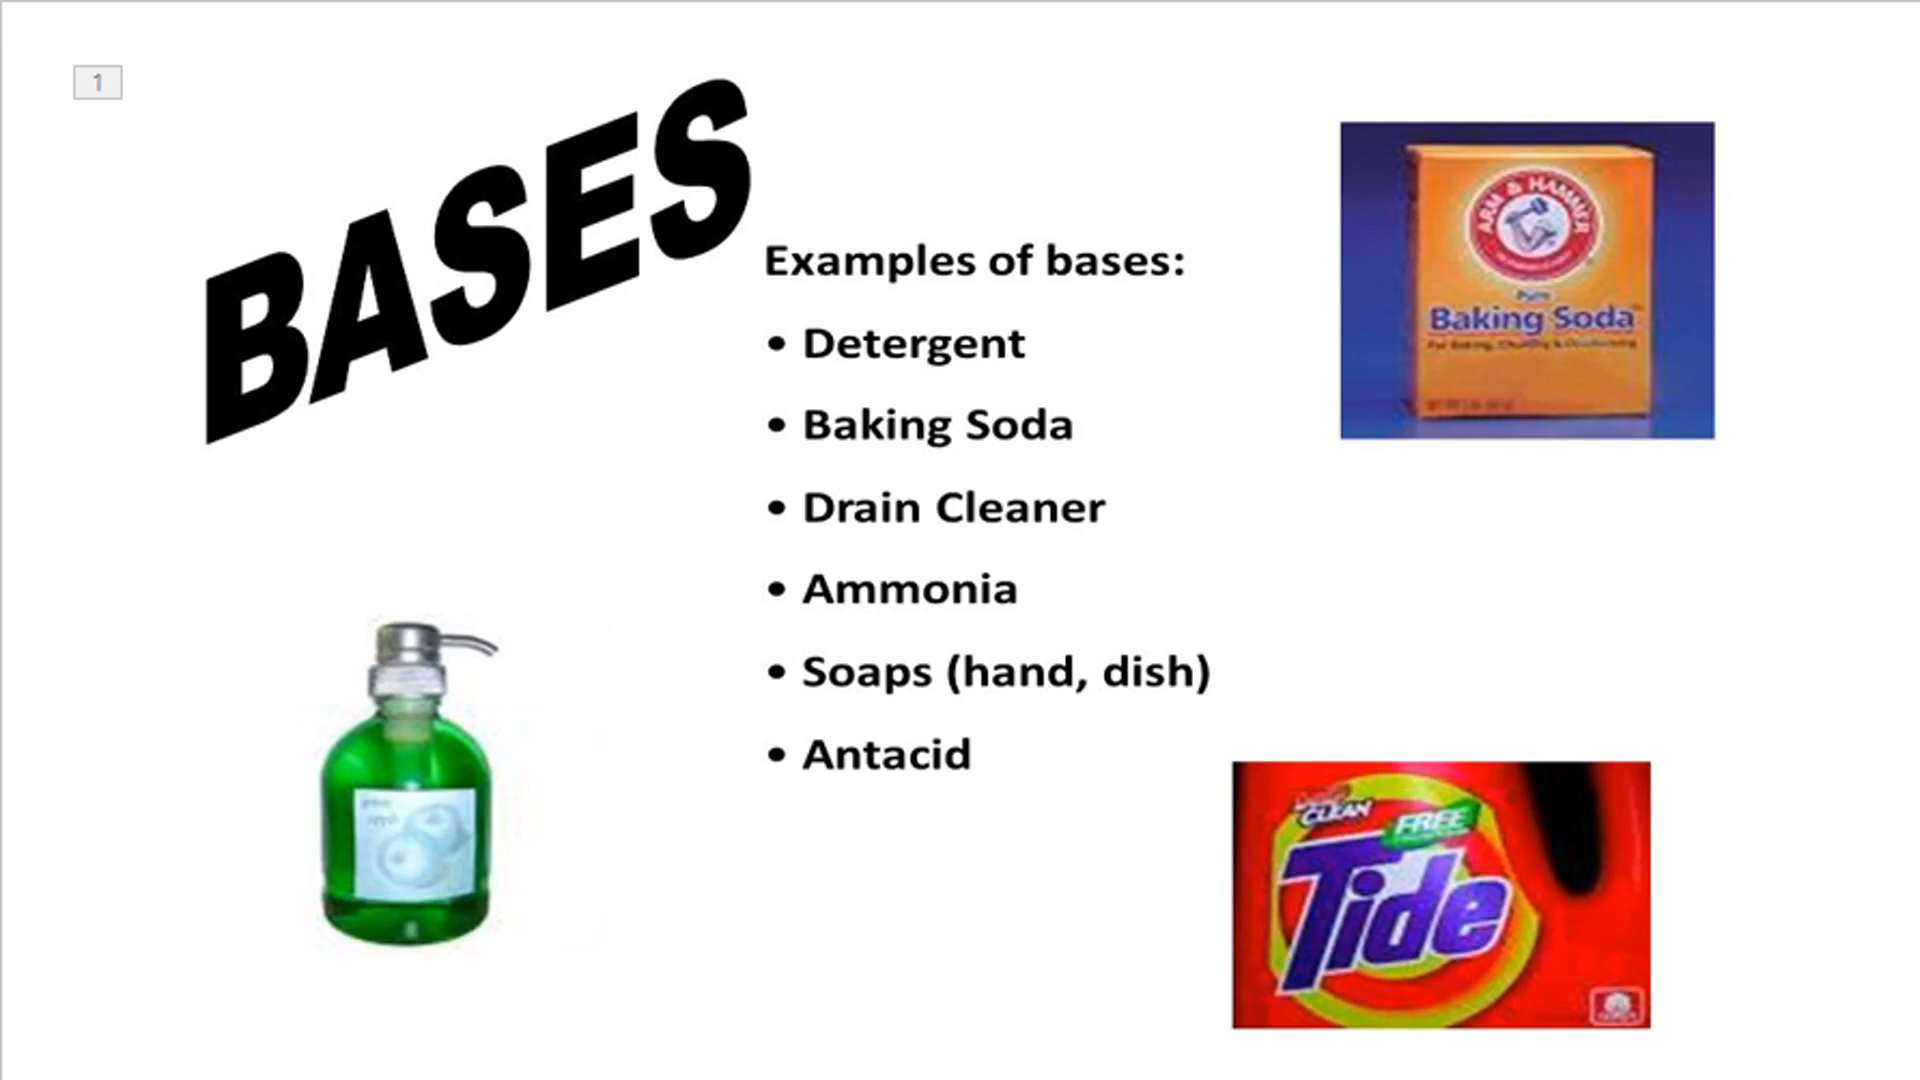 1
BASES
Examples of bases:
• Detergent
• Baking Soda
• Drain Cleaner
• Ammonia
• Soaps (hand, dish)
• Antacid
ARM & HAMMER
Pure
Baking Soda
CLEAN
FREE
Tide